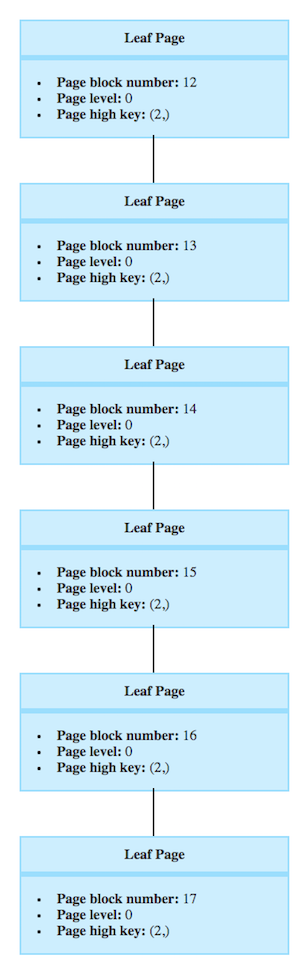 Leaf Page
• Page block number: 12
• Page level: 0
• Page high key: (2,)
Leaf Page
• Page block number: 13
• Page level: 0
• Page high key: (2,)
Leaf Page
• Page block number: 14
• Page level: 0
• Page high key: (2,)
Leaf Page
• Page block number: 15
• Page level: 0
• Page high key: (2,)
Leaf Page
• Page block number: 16
• Page level: 0
• Page high key: (2,)
Leaf Page
• Page block number: 17
• Page level: 0
• Page high key: (2,)